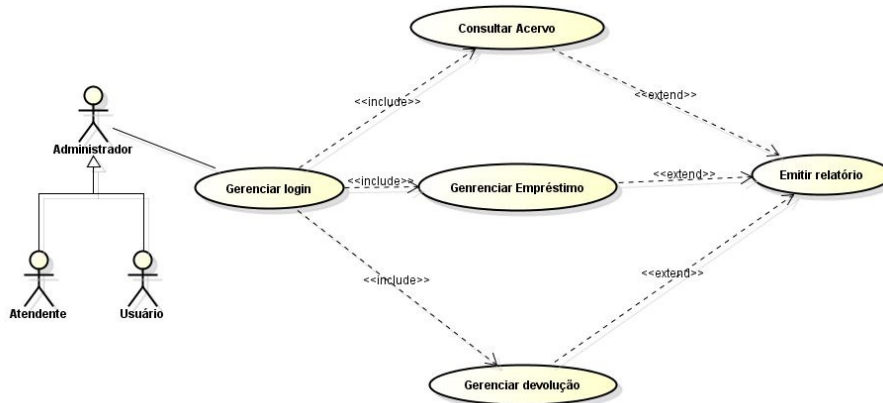 Consultar Acervo
<<include>>
<<extend>>
Administrador
Gerenciar login
<<include>>
Genrenciar Empréstimo
<<extend>>
Emitir relatório
<<include>>
<<extend>>
Atendente
Usuário
Gerenciar devolução